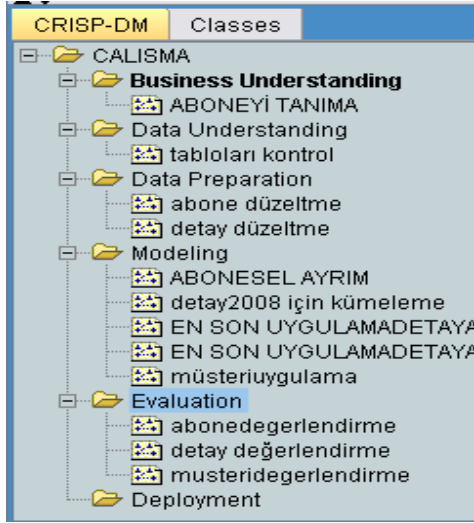 CRISP-DM Classes
CALISMA
Business Understanding
ABONEYİ TANIMA
Data Understanding
tabloları kontrol
Data Preparation
abone düzeltme
detay düzeltme
Modeling
ABONESEL AYRIM
detay2008 için kümeleme
EN SON UYGULAMADETAYA
EN SON UYGULAMADETAYA
müsteriuygulama
Evaluation
abonedegerlendirme
detay değerlendirme
musteridegerlendirme
Deployment